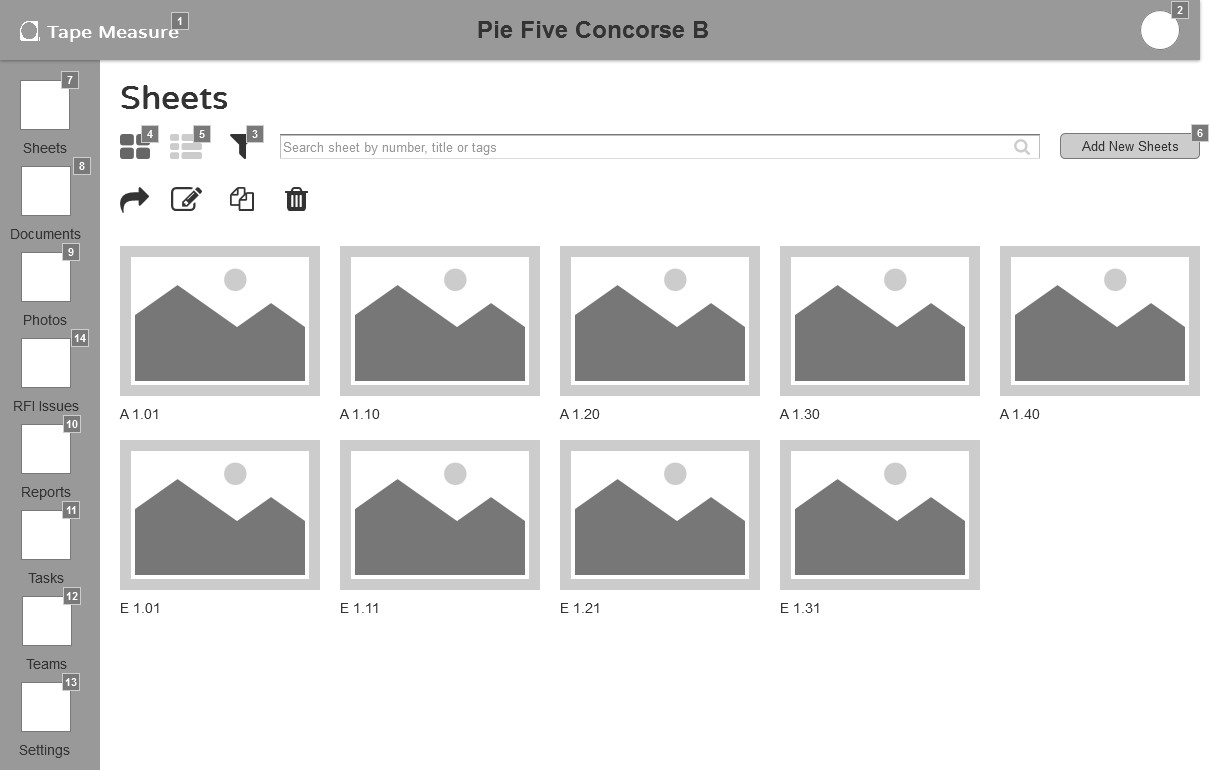 Tape Measure
1
Pie Five Concorse B
2
7
Sheets
8
Documents
9
Photos
14
RFI Issues
10
Reports
11
Tasks
12
Teams
13
Settings
Sheets
4
5
3
Search sheet by number, title or tags
Add New Sheets
6
A 1.01
A 1.10
A 1.20
A 1.30
A 1.40
E 1.01
E 1.11
E 1.21
E 1.31